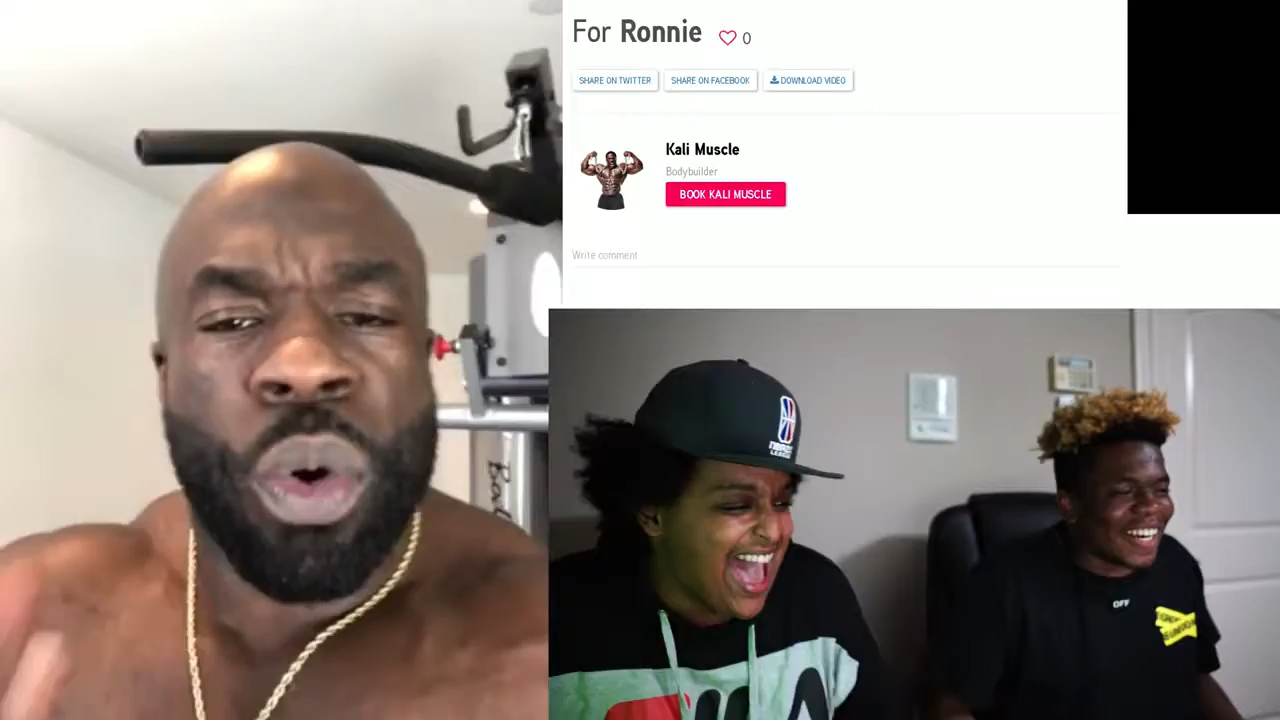 For Ronnie 0
SHARE ON TWITTER SHARE ON FACEBOOK DOWNLOAD VIDEO
Kali Muscle
Bodybuilder
BOOK KALI MUSCLE
Write comment
LEAGUE
OFF